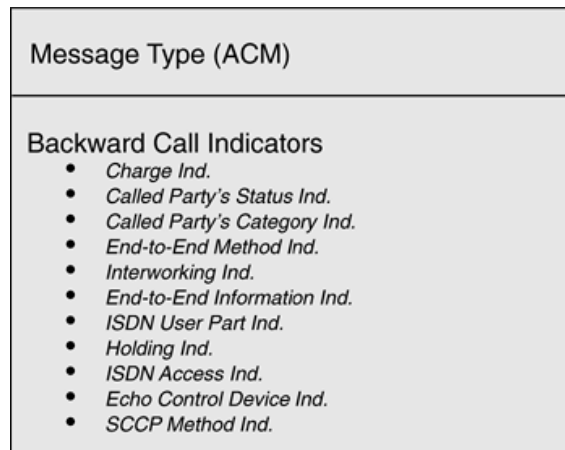 Message Type (ACM)
Backward Call Indicators
• Charge Ind.
• Called Party's Status Ind.
• Called Party's Category Ind.
• End-to-End Method Ind.
• Interworking Ind.
• End-to-End Information Ind.
• ISDN User Part Ind.
• Holding Ind.
• ISDN Access Ind.
• Echo Control Device Ind.
• SCCP Method Ind.